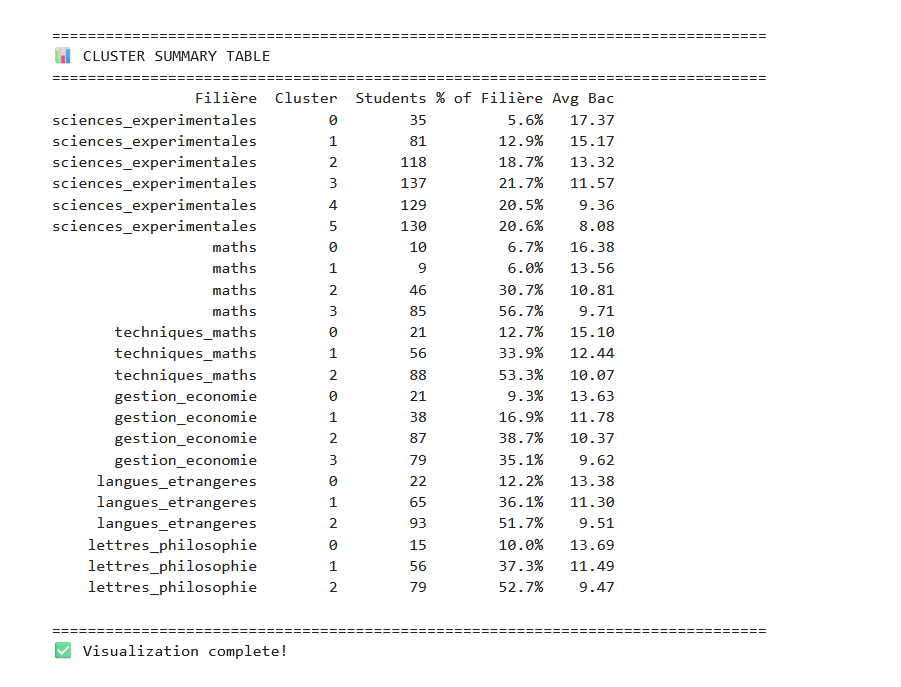 ================================================================================
📊 CLUSTER SUMMARY TABLE
================================================================================
Filière Cluster Students % of Filière Avg Bac
sciences_experimentales 0 35 5.6% 17.37
sciences_experimentales 1 81 12.9% 15.17
sciences_experimentales 2 118 18.7% 13.32
sciences_experimentales 3 137 21.7% 11.57
sciences_experimentales 4 129 20.5% 9.36
sciences_experimentales 5 130 20.6% 8.08
maths 0 10 6.7% 16.38
maths 1 9 6.0% 13.56
maths 2 46 30.7% 10.81
maths 3 85 56.7% 9.71
techniques_maths 0 21 12.7% 15.10
techniques_maths 1 56 33.9% 12.44
techniques_maths 2 88 53.3% 10.07
gestion_economie 0 21 9.3% 13.63
gestion_economie 1 38 16.9% 11.78
gestion_economie 2 87 38.7% 10.37
gestion_economie 3 79 35.1% 9.62
langues_etrangeres 0 22 12.2% 13.38
langues_etrangeres 1 65 36.1% 11.30
langues_etrangeres 2 93 51.7% 9.51
lettres_philosophie 0 15 10.0% 13.69
lettres_philosophie 1 56 37.3% 11.49
lettres_philosophie 2 79 52.7% 9.47
================================================================================
✅ Visualization complete!